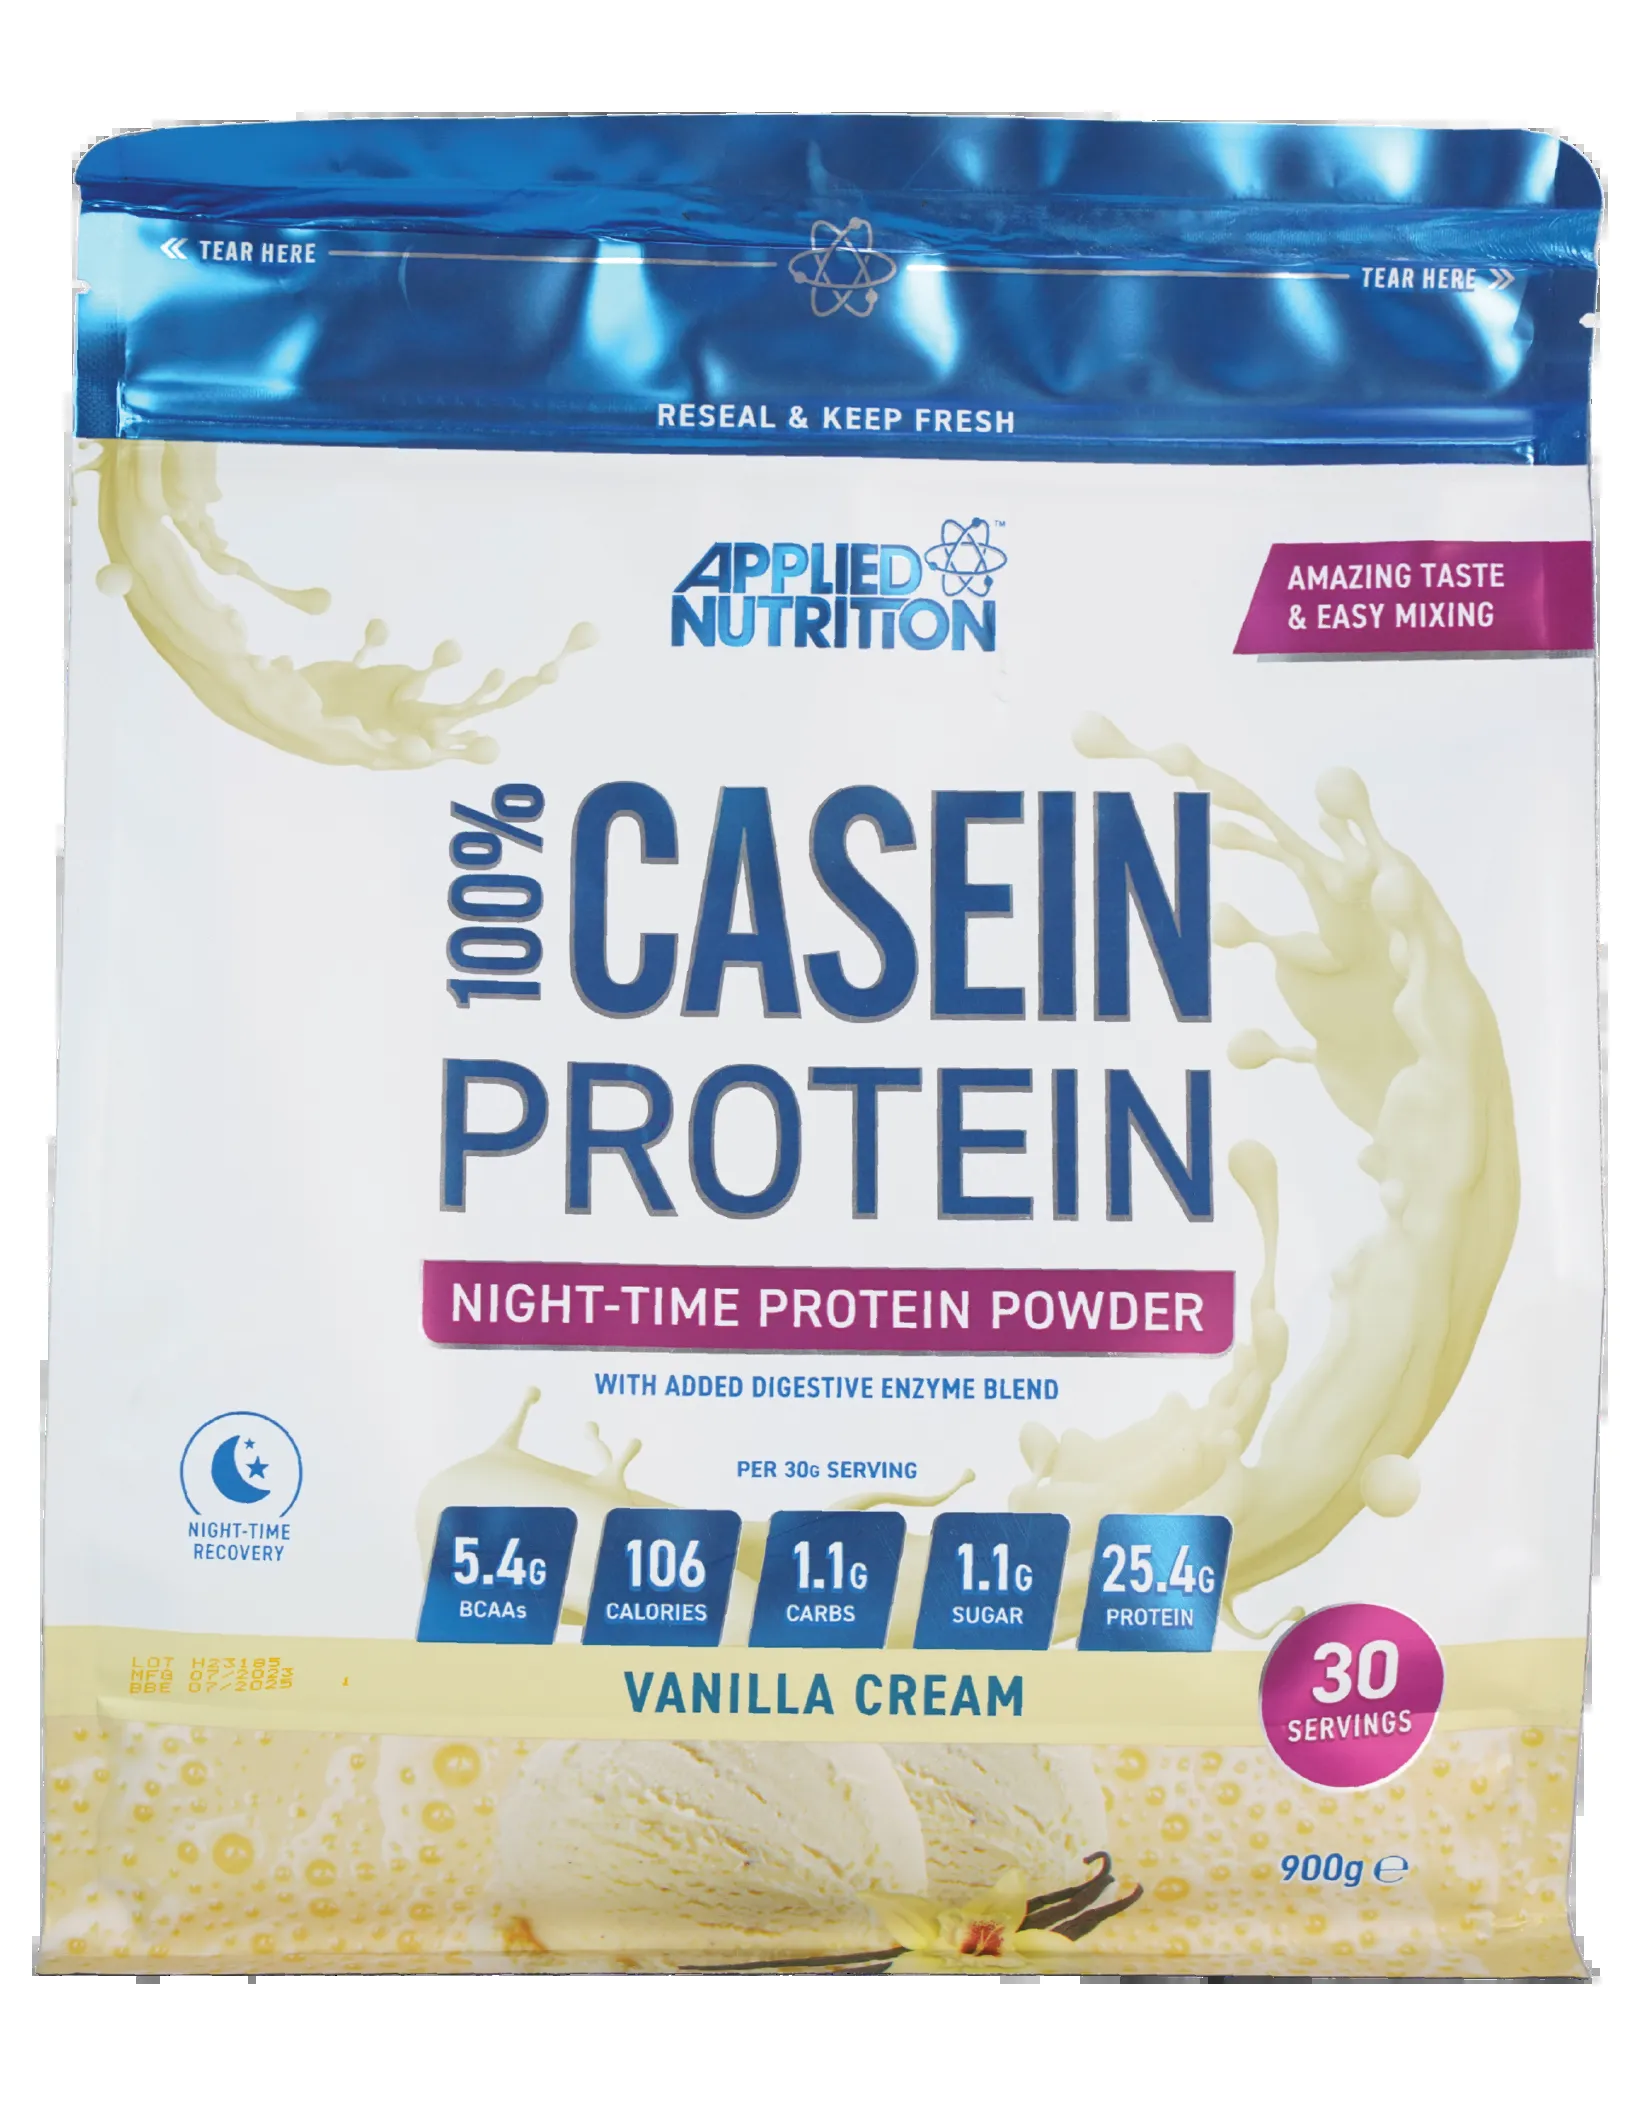 TEAR HERE
TEAR HERE
RESEAL & KEEP FRESH
APPLIED
NUTRITION
™
AMAZING TASTE
& EASY MIXING
100% CASEIN
PROTEIN
NIGHT-TIME PROTEIN POWDER
WITH ADDED DIGESTIVE ENZYME BLEND
NIGHT-TIME
RECOVERY
PER 30G SERVING
5.4G
BCAAs
106
CALORIES
1.1G
CARBS
1.1G
SUGAR
25.4G
PROTEIN
LOT H23185
MFG 07/2023
BBE 07/2025
1
VANILLA CREAM
30
SERVINGS
900g ℮